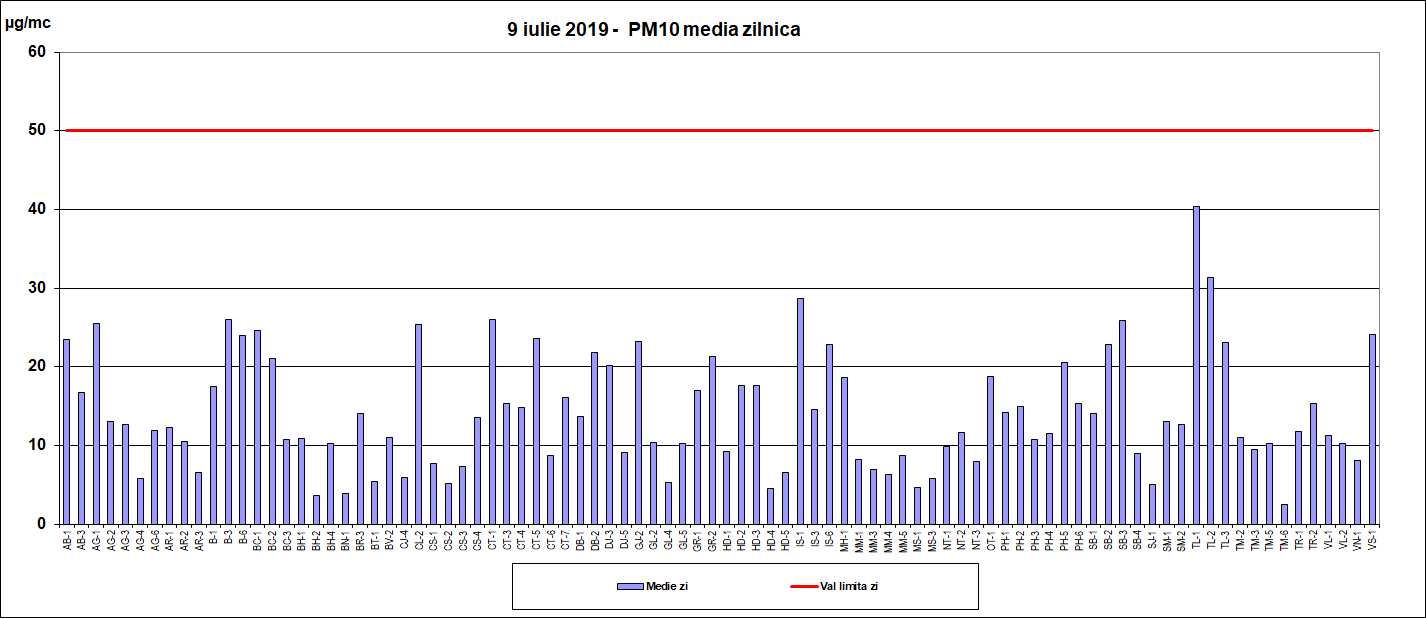 µg/mc
9 iulie 2019 - PM10 media zilnica
60
50
40
30
20
10
0
AB-1 AB-3 AG-1 AG-2 AG-3 AG-4 AG-6 AR-1 AR-2 AR-3 B-1 B-3 B-6 BC-1 BC-2 BC-3 BH-1 BH-2 BH-4 BN-1 BR-3 BT-1 BV-2 CJ-4 CL-2 CS-1 CS-2 CS-3 CS-4 CT-1 CT-3 CT-4 CT-5 CT-6 CT-7 DB-1 DB-2 DJ-3 DJ-5 GJ-2 GL-2 GL-4 GL-5 GR-1 GR-2 HD-1 HD-2 HD-3 HD-4 HD-5 IS-1 IS-3 IS-6 MH-1 MM-1 MM-3 MM-4 MM-5 MS-1 MS-3 NT-1 NT-2 NT-3 OT-1 PH-1 PH-2 PH-3 PH-4 PH-5 PH-6 SB-1 SB-2 SB-3 SB-4 SJ-1 SM-1 SM-2 TL-1 TL-2 TL-3 TM-2 TM-3 TM-5 TM-6 TR-1 TR-2 VL-1 VL-2 VN-1 VS-1
Medie zi
Val limita zi